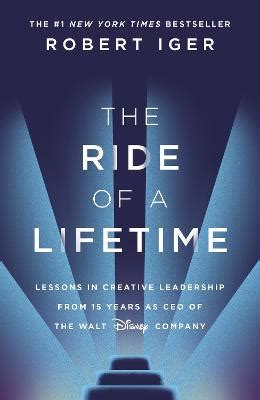 THE #1 NEW YORK TIMES BESTSELLER
ROBERT IGER
THE
RIDE
OF A
LIFETIME
LESSONS IN CREATIVE LEADERSHIP
FROM 15 YEARS AS CEO OF
THE WALT Disney COMPANY